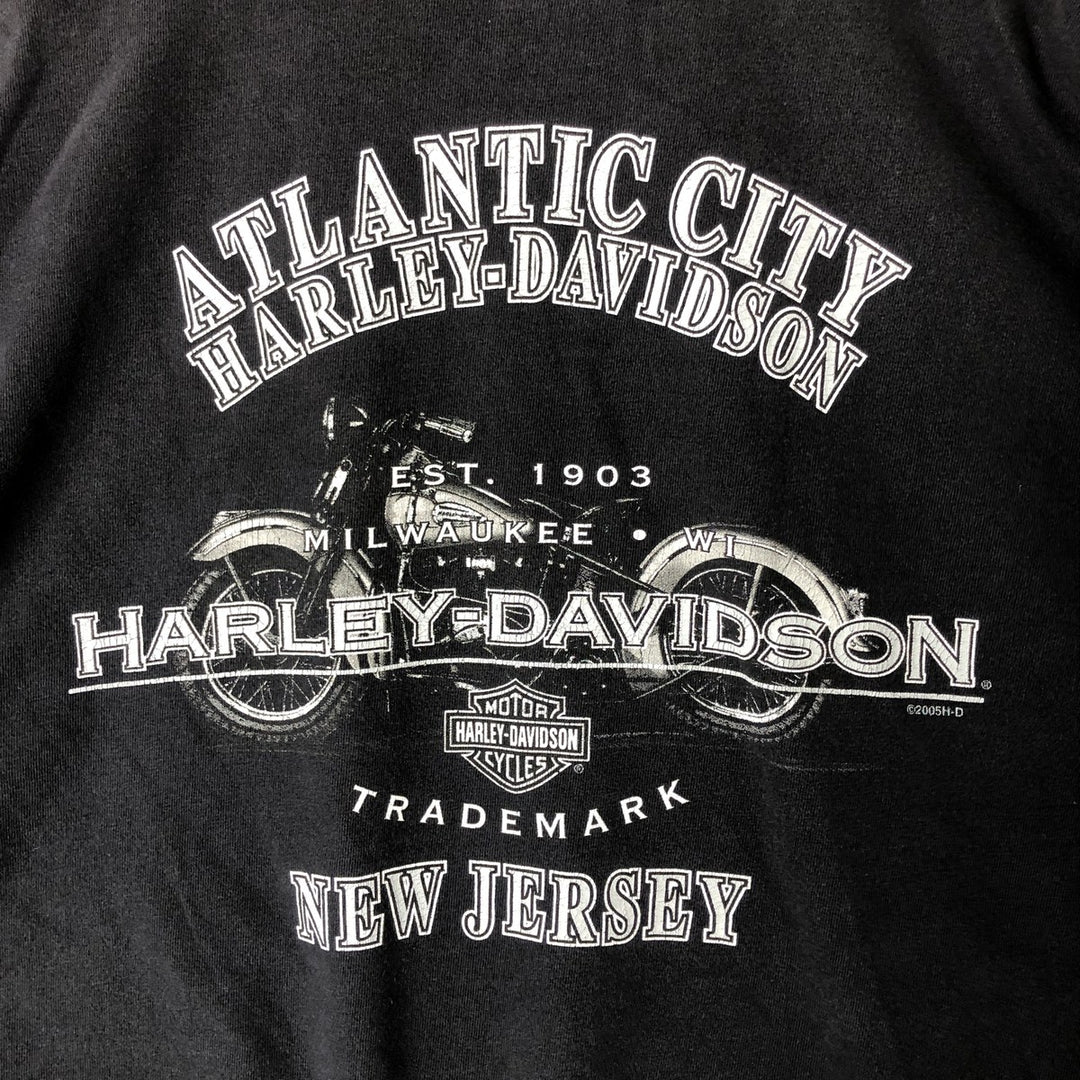 ATLANTIC CITY
HARLEY-DAVIDSON
EST. 1903
MILWAUKEE • WI
HARLEY-DAVIDSON ®
©2005H-D
MOTOR
HARLEY-DAVIDSON
CYCLES ®
TRADEMARK
NEW JERSEY